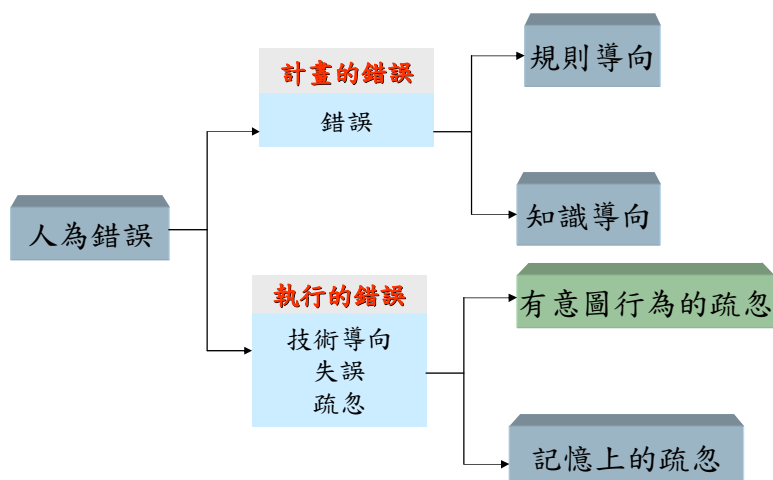 人為錯誤
計畫的錯誤
錯誤
規則導向
知識導向
執行的錯誤
技術導向
失誤
疏忽
有意圖行為的疏忽
記憶上的疏忽